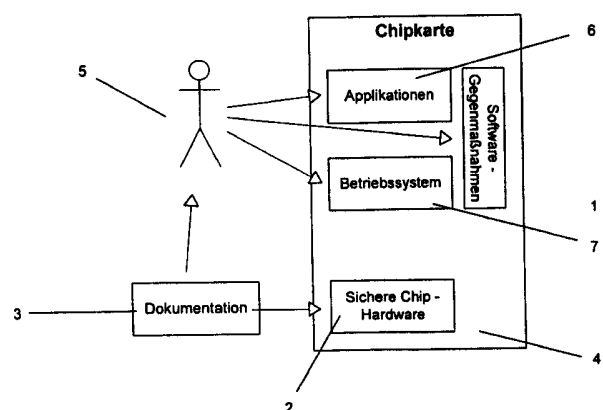 Chipkarte
6
5
Applikationen
Software -
Gegenmaßnahmen
Betriebssystem
1
7
3
Dokumentation
Sichere Chip -
Hardware
4
2